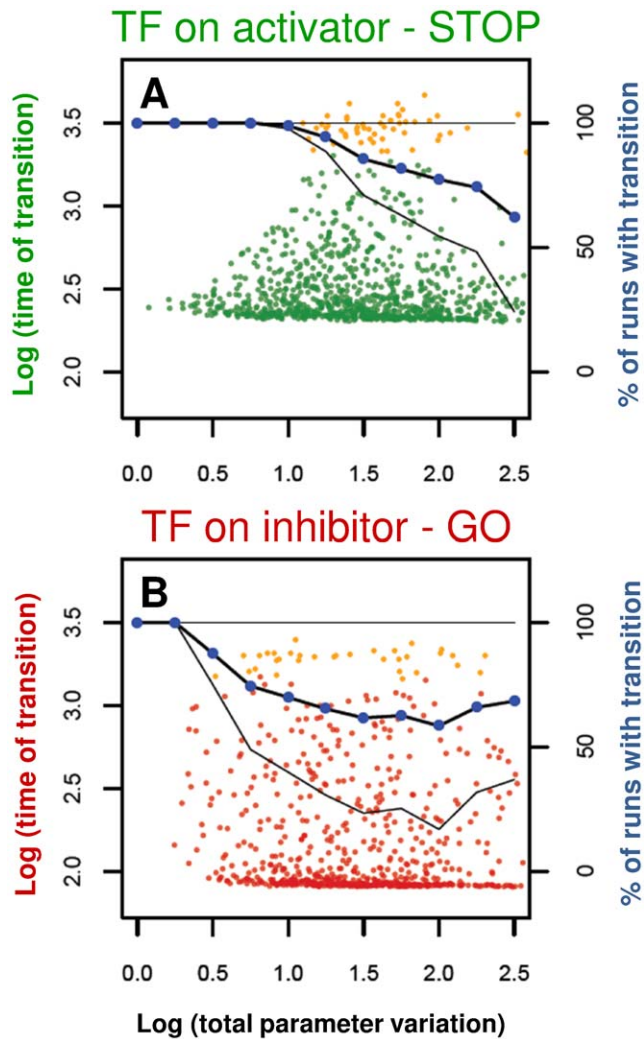 TF on activator - STOP
A
Log (time of transition)
3.5
3.0
2.5
2.0
100
50
0
% of runs with transition
0.0 0.5 1.0 1.5 2.0 2.5
TF on inhibitor - GO
B
Log (time of transition)
3.5
3.0
2.5
2.0
100
50
0
% of runs with transition
0.0 0.5 1.0 1.5 2.0 2.5
Log (total parameter variation)